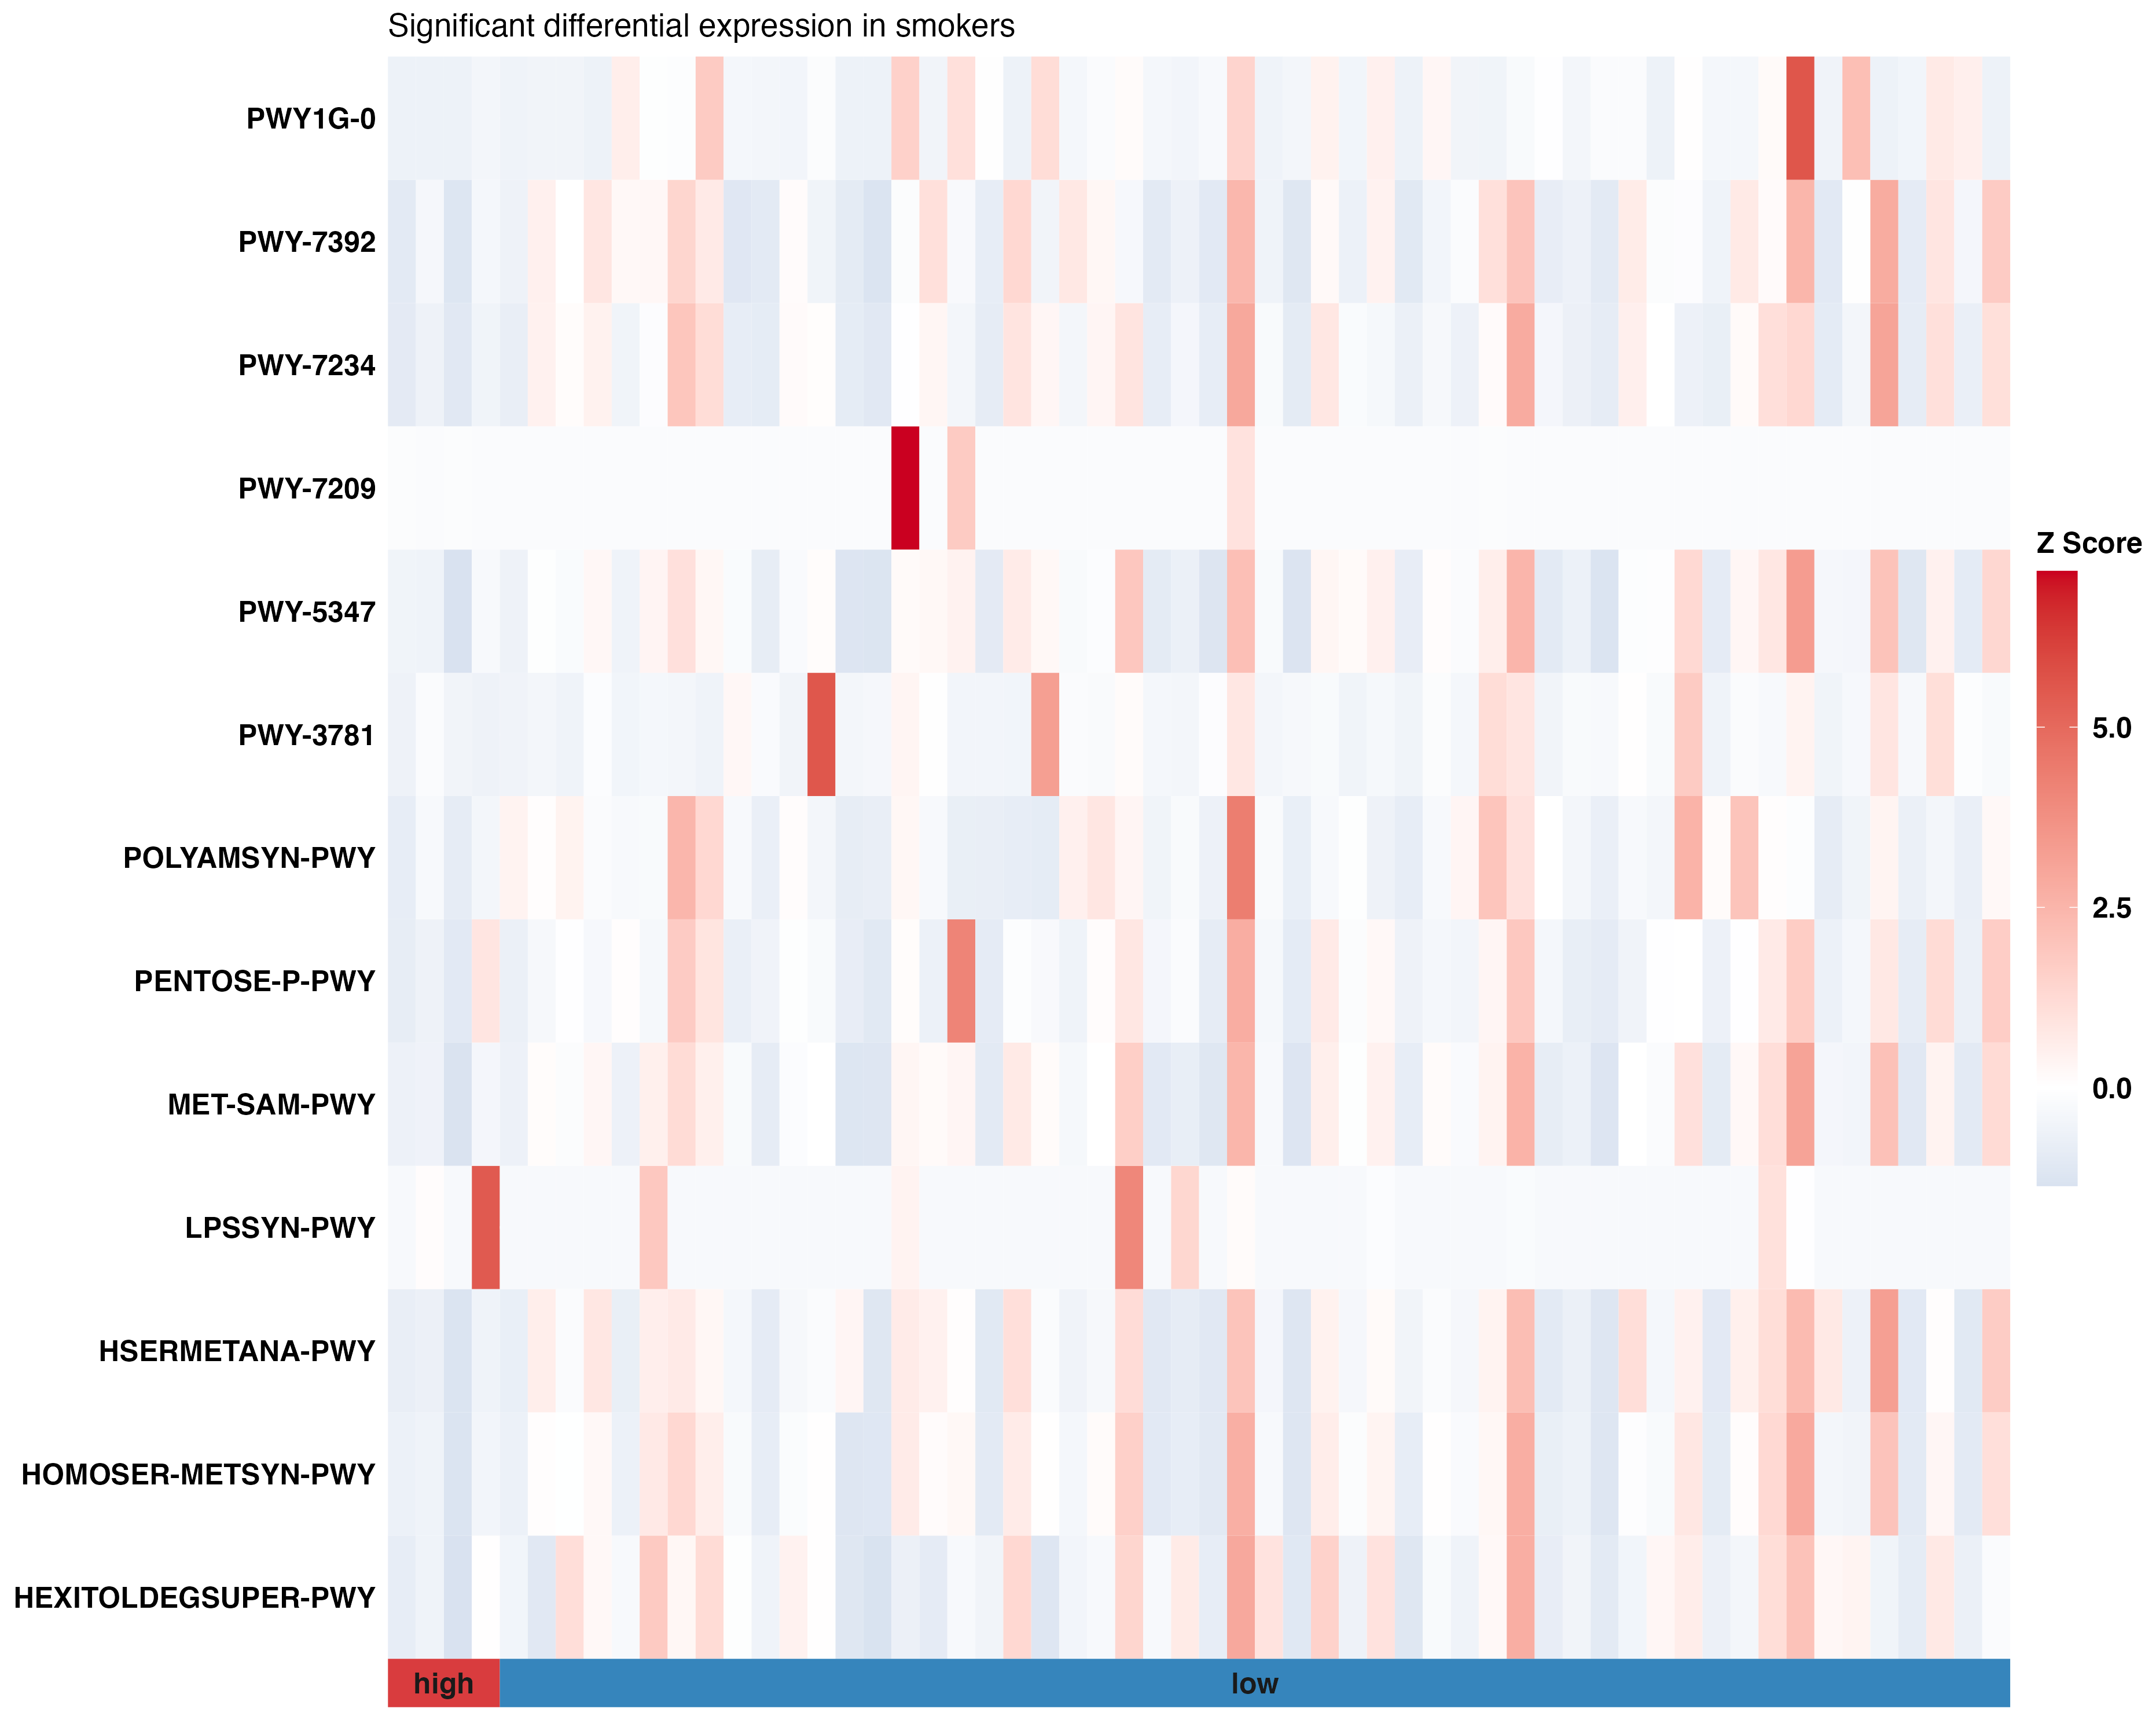 Significant differential expression in smokers
PWY1G-0
PWY-7392
PWY-7234
PWY-7209
PWY-5347
PWY-3781
POLYAMSYN-PWY
PENTOSE-P-PWY
MET-SAM-PWY
LPSSYN-PWY
HSERMETANA-PWY
HOMOSER-METSYN-PWY
HEXITOLDEGSUPER-PWY
high
low
Z Score
5.0
2.5
0.0